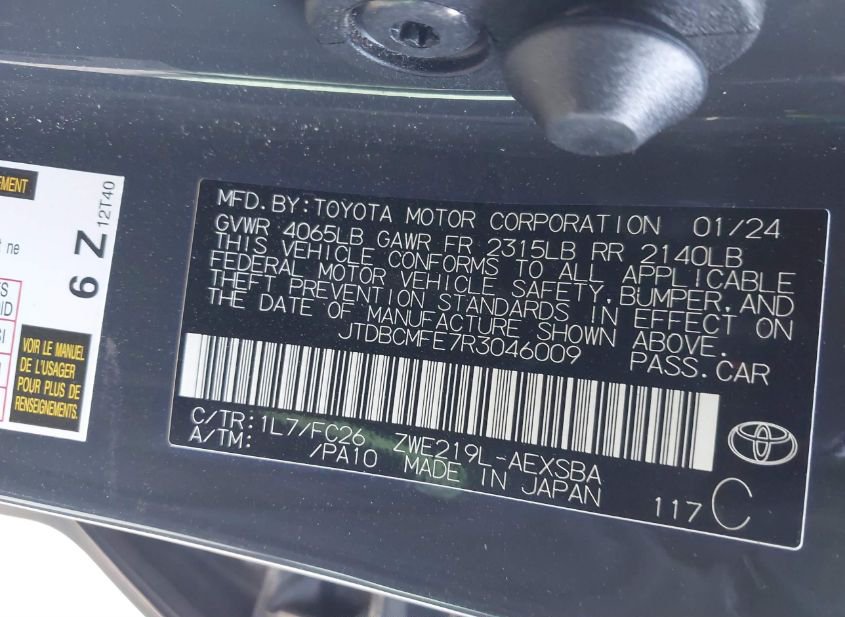 EMENT
t ne
6 Z
12T40
VOIR LE MANUEL
DE L'USAGER
POUR PLUS DE
RENSEIGNEMENTS.
MFD. BY: TOYOTA MOTOR CORPORATION 01/24
GVWR 4065LB GAWR FR 2315LB RR 2140LB
THIS VEHICLE CONFORMS TO ALL APPLICABLE
FEDERAL MOTOR VEHICLE SAFETY, BUMPER, AND
THEFT PREVENTION STANDARDS IN EFFECT ON
THE DATE OF MANUFACTURE SHOWN ABOVE.
JTDBCMFE7R3046009 PASS. CAR
C/TR: 1L7/FC26 ZWE219L-AEXSBA
A/TM: /PA10 MADE IN JAPAN
117 C